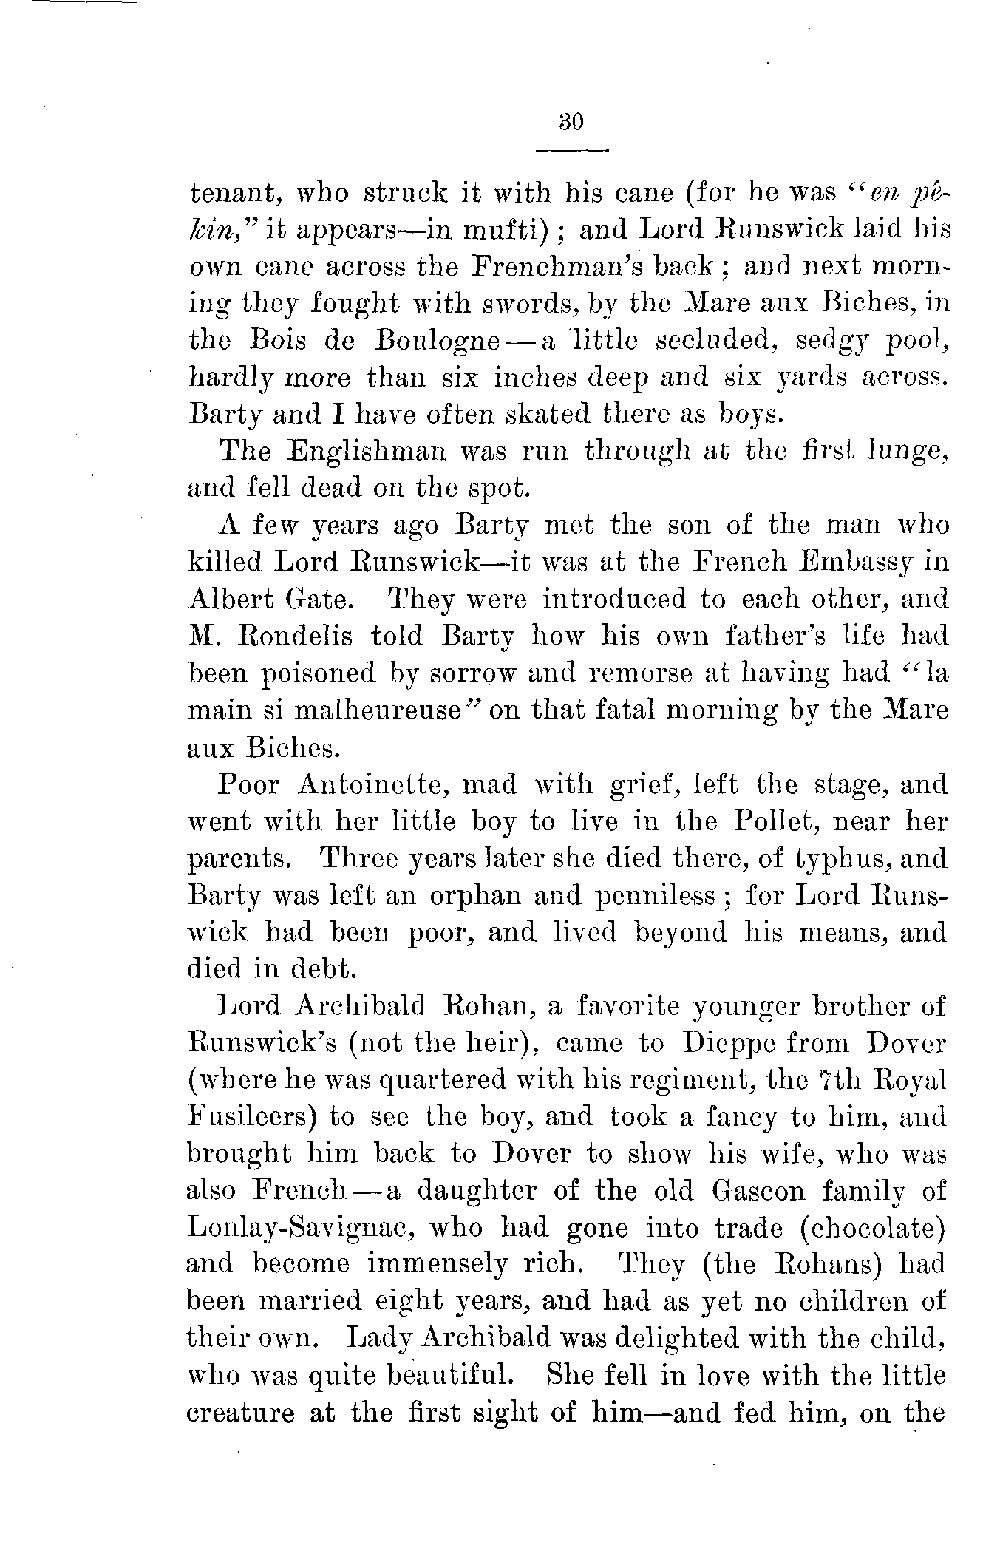 30
tenant, who struck it with his cane (for he was “en pê-
kin,” it appears—in mufti) ; and Lord Runswick laid his
own cane across the Frenchman’s back ; and next morn-
ing they fought with swords, by the Mare aux Biches, in
the Bois de Boulogne—a little secluded, sedgy pool,
hardly more than six inches deep and six yards across.
Barty and I have often skated there as boys.
The Englishman was run through at the first lunge,
and fell dead on the spot.
A few years ago Barty met the son of the man who
killed Lord Runswick—it was at the French Embassy in
Albert Gate. They were introduced to each other, and
M. Rondelis told Barty how his own father’s life had
been poisoned by sorrow and remorse at having had “la
main si malheureuse” on that fatal morning by the Mare
aux Biches.
Poor Antoinette, mad with grief, left the stage, and
went with her little boy to live in the Pollet, near her
parents. Three years later she died there, of typhus, and
Barty was left an orphan and penniless ; for Lord Runs-
wick had been poor, and lived beyond his means, and
died in debt.
Lord Archibald Rohan, a favorite younger brother of
Runswick’s (not the heir), came to Dieppe from Dover
(where he was quartered with his regiment, the 7th Royal
Fusileers) to see the boy, and took a fancy to him, and
brought him back to Dover to show his wife, who was
also French—a daughter of the old Gascon family of
Lonlay-Savignac, who had gone into trade (chocolate)
and become immensely rich. They (the Rohans) had
been married eight years, and had as yet no children of
their own. Lady Archibald was delighted with the child,
who was quite beautiful. She fell in love with the little
creature at the first sight of him—and fed him, on the